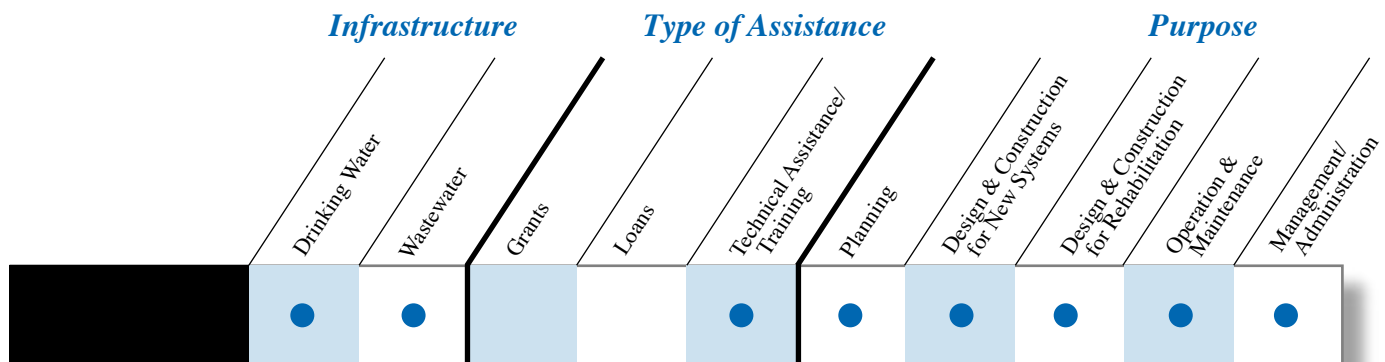 Infrastructure
Type of Assistance
Purpose
Drinking Water
Wastewater
Grants
Loans
Technical Assistance/
Training
Planning
Design & Construction
for New Systems
Design & Construction
for Rehabilitation
Operation &
Maintenance
Management/
Administration